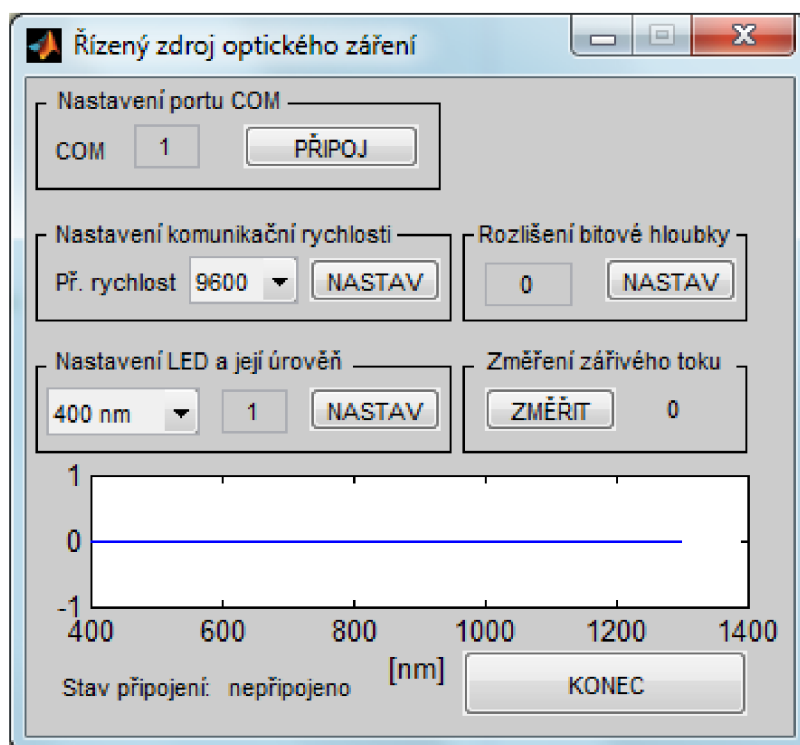 Řízený zdroj optického záření
Nastavení portu COM
COM 1 PŘIPOJ
Nastavení komunikační rychlosti
Př. rychlost 9600 NASTAV
Rozlišení bitové hloubky
0 NASTAV
Nastavení LED a její úrověň
400 nm 1 NASTAV
Změření zářivého toku
ZMĚŘIT 0
1
0
-1
400 600 800 1000 1200 1400
[nm]
Stav připojení: nepřipojeno
KONEC